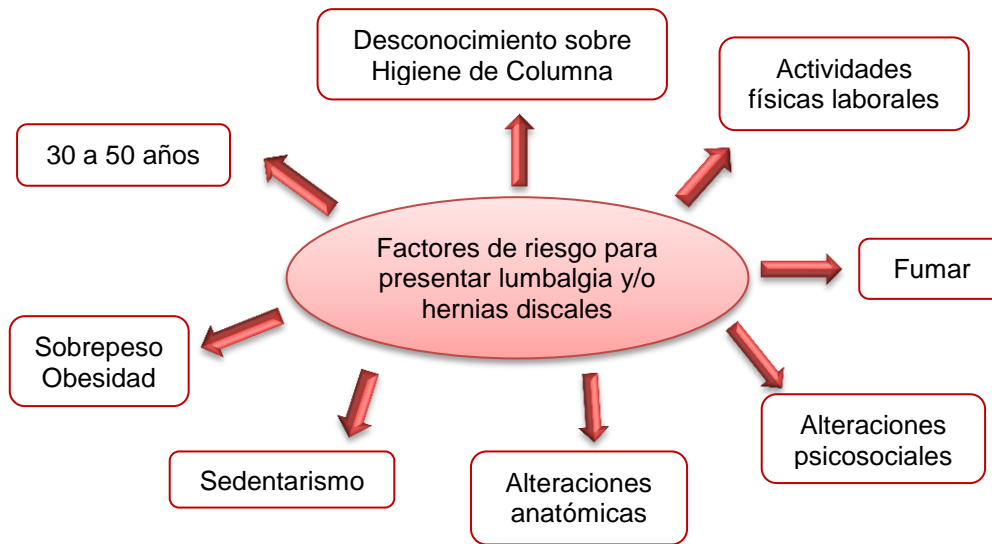 Desconocimiento sobre
Higiene de Columna
Actividades
físicas laborales
30 a 50 años
Factores de riesgo para
presentar lumbalgia y/o
hernias discales
Fumar
Sobrepeso
Obesidad
Alteraciones
psicosociales
Sedentarismo
Alteraciones
anatómicas